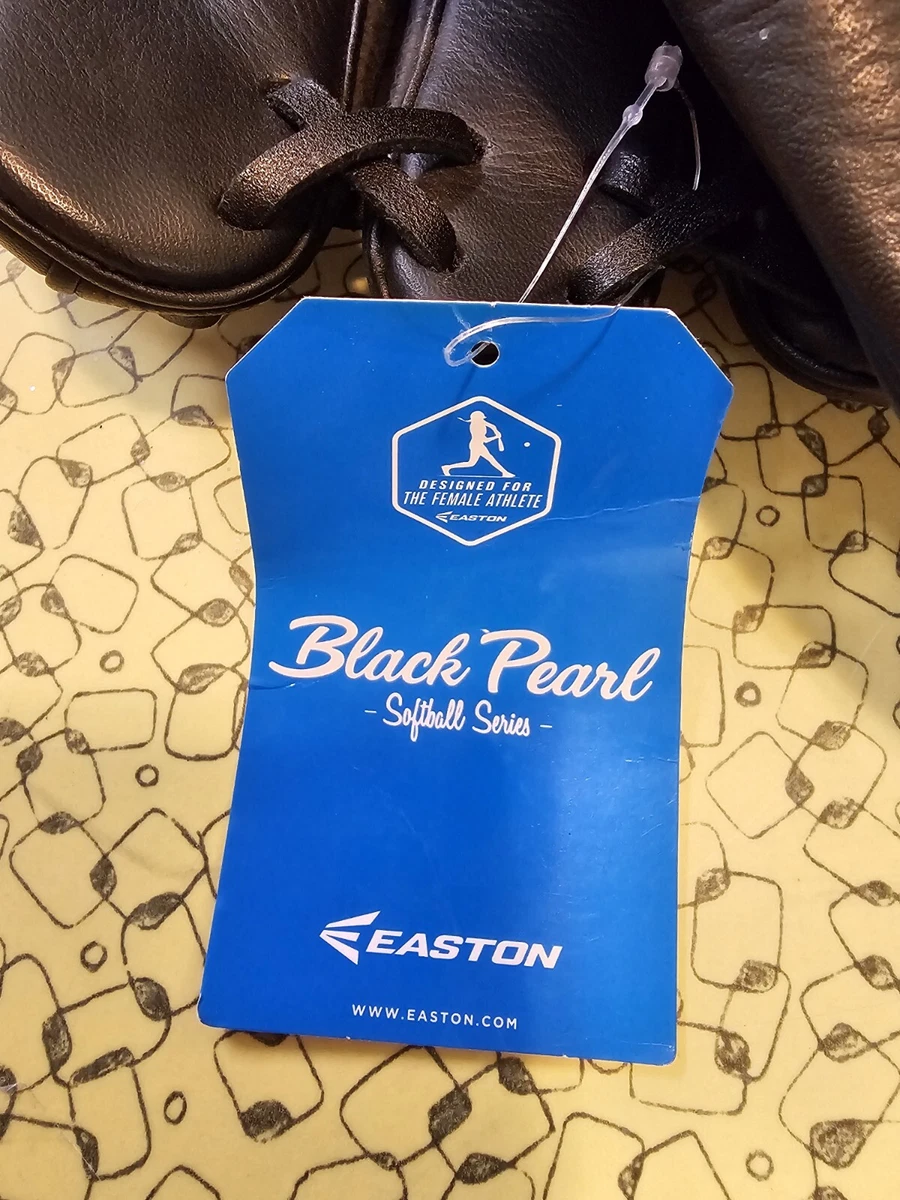 DESIGNED FOR
THE FEMALE ATHLETE
EASTON
Black Pearl
- Softball Series -
EASTON
WWW.EASTON.COM